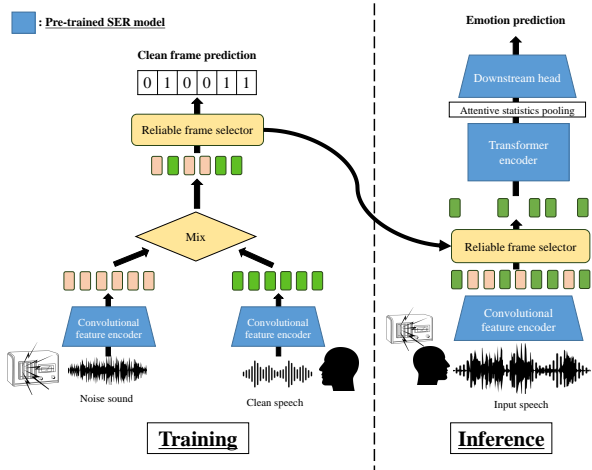 : Pre-trained SER model
Clean frame prediction
0 1 0 0 1 1
Reliable frame selector
Mix
Convolutional
feature encoder
Convolutional
feature encoder
Noise sound
Clean speech
Training
Emotion prediction
Downstream head
Attentive statistics pooling
Transformer
encoder
Reliable frame selector
Convolutional
feature encoder
Input speech
Inference